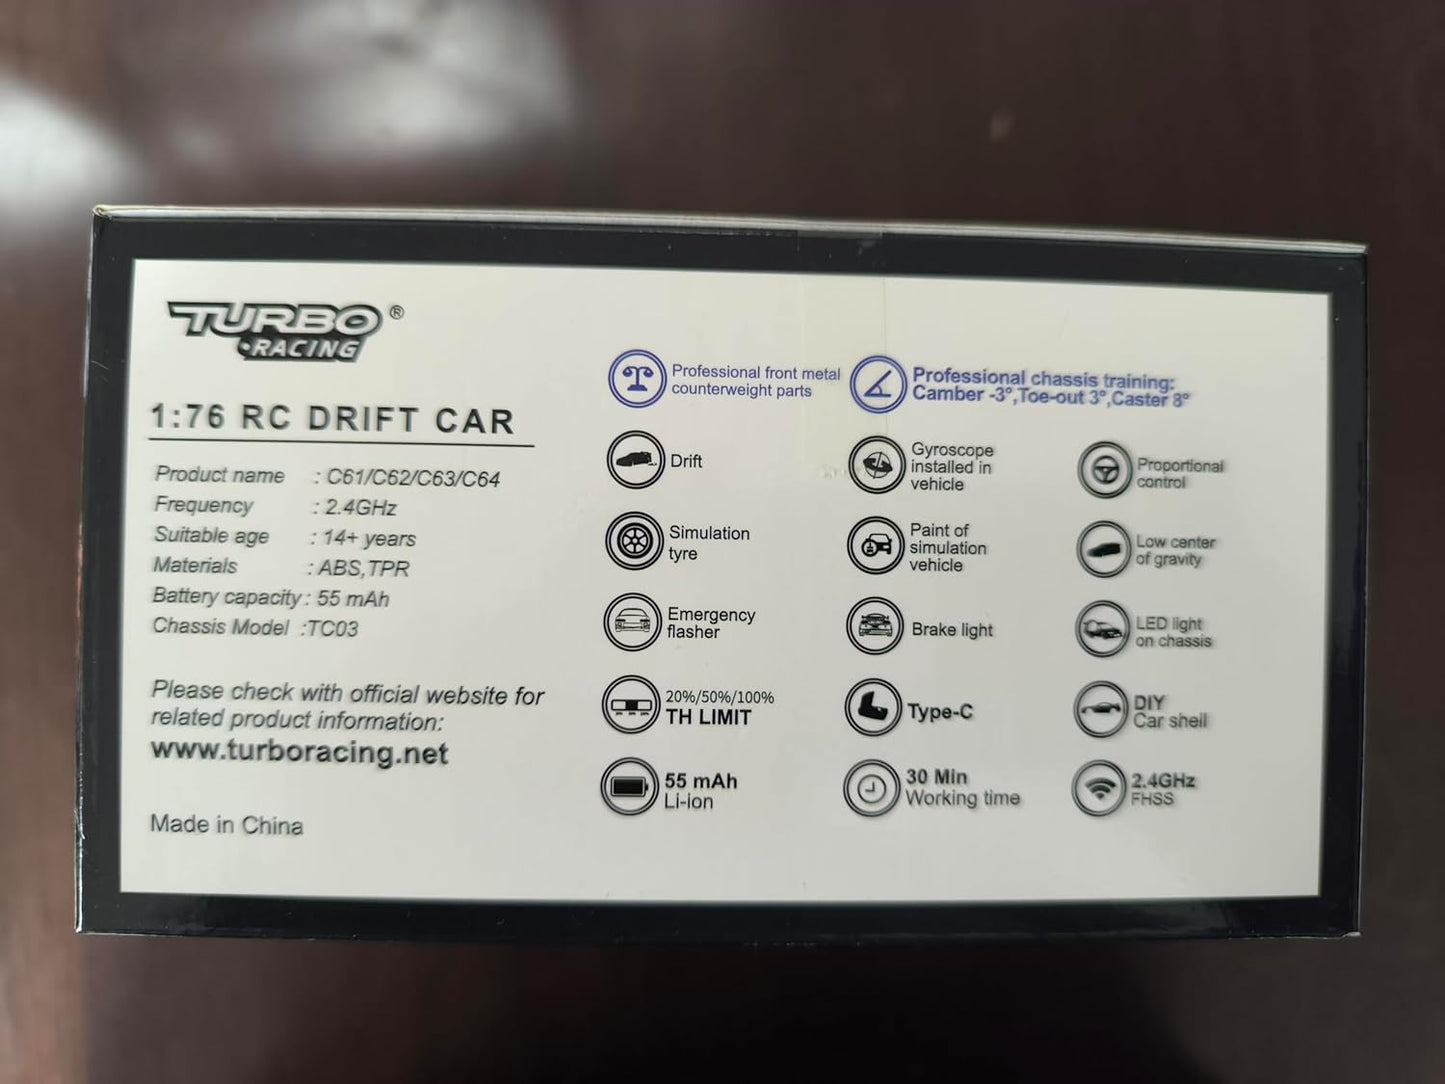 TURBO ®
RACING
1:76 RC DRIFT CAR
Product name : C61/C62/C63/C64
Frequency : 2.4GHz
Suitable age : 14+ years
Materials : ABS,TPR
Battery capacity : 55 mAh
Chassis Model :TC03
Please check with official website for
related product information:
www.turboracing.net
Made in China
Professional front metal
counterweight parts
Professional chassis training:
Camber -3°,Toe-out 3°,Caster 8°
Drift
Gyroscope
installed in
vehicle
Proportional
control
Simulation
tyre
Paint of
simulation
vehicle
Low center
of gravity
Emergency
flasher
Brake light
LED light
on chassis
20%/50%/100%
TH LIMIT
Type-C
DIY
Car shell
55 mAh
Li-ion
30 Min
Working time
2.4GHz
FHSS